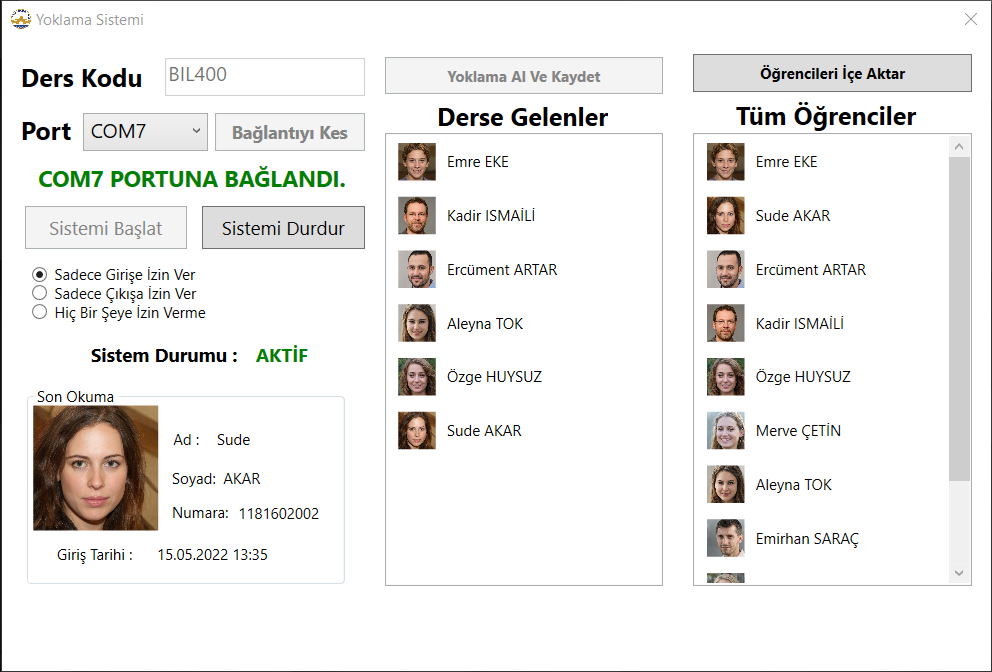 Yoklama Sistemi
Ders Kodu BIL400
Port COM7 Bağlantıyı Kes
COM7 PORTUNA BAĞLANDI.
Sistemi Başlat Sistemi Durdur
Sadece Girişe İzin Ver
Sadece Çıkışa İzin Ver
Hiç Bir Şeye İzin Verme
Sistem Durumu : AKTİF
Son Okuma
Ad : Sude
Soyad: AKAR
Numara: 1181602002
Giriş Tarihi : 15.05.2022 13:35
Yoklama Al Ve Kaydet
Derse Gelenler
Emre EKE
Kadir ISMAİLİ
Ercüment ARTAR
Aleyna TOK
Özge HUYSUZ
Sude AKAR
Öğrencileri İçe Aktar
Tüm Öğrenciler
Emre EKE
Sude AKAR
Ercüment ARTAR
Kadir ISMAİLİ
Özge HUYSUZ
Merve ÇETİN
Aleyna TOK
Emirhan SARAÇ